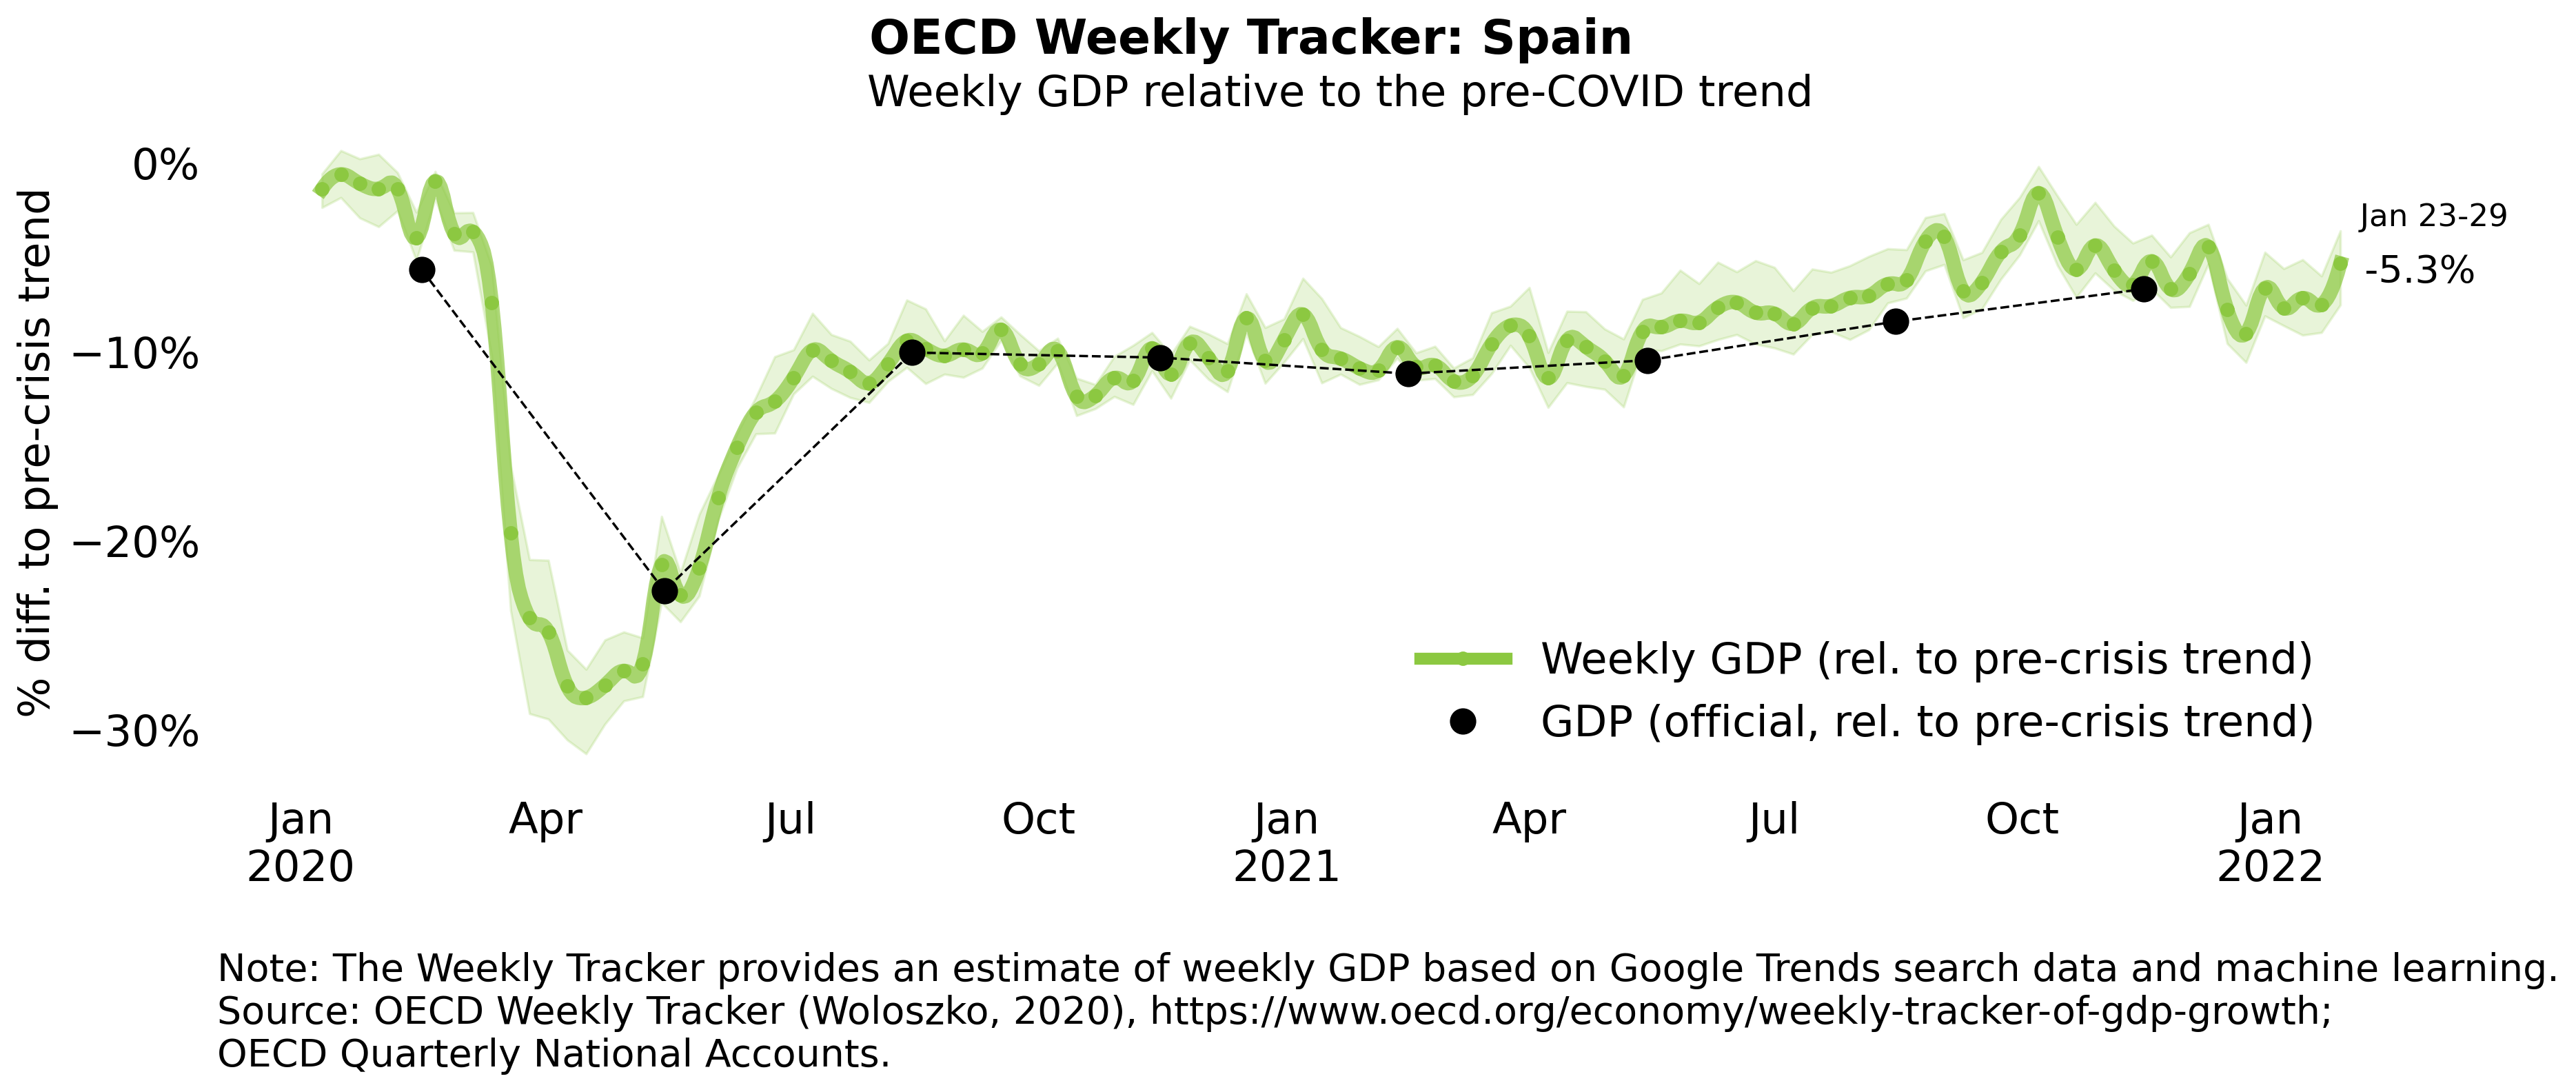 OECD Weekly Tracker: Spain
Weekly GDP relative to the pre-COVID trend
% diff. to pre-crisis trend
0%
−10%
−20%
−30%
Jan 23-29
-5.3%
Weekly GDP (rel. to pre-crisis trend)
GDP (official, rel. to pre-crisis trend)
Jan Apr Jul Oct Jan Apr Jul Oct Jan
2020 2021 2022
Note: The Weekly Tracker provides an estimate of weekly GDP based on Google Trends search data and machine learning.
Source: OECD Weekly Tracker (Woloszko, 2020), https://www.oecd.org/economy/weekly-tracker-of-gdp-growth;
OECD Quarterly National Accounts.